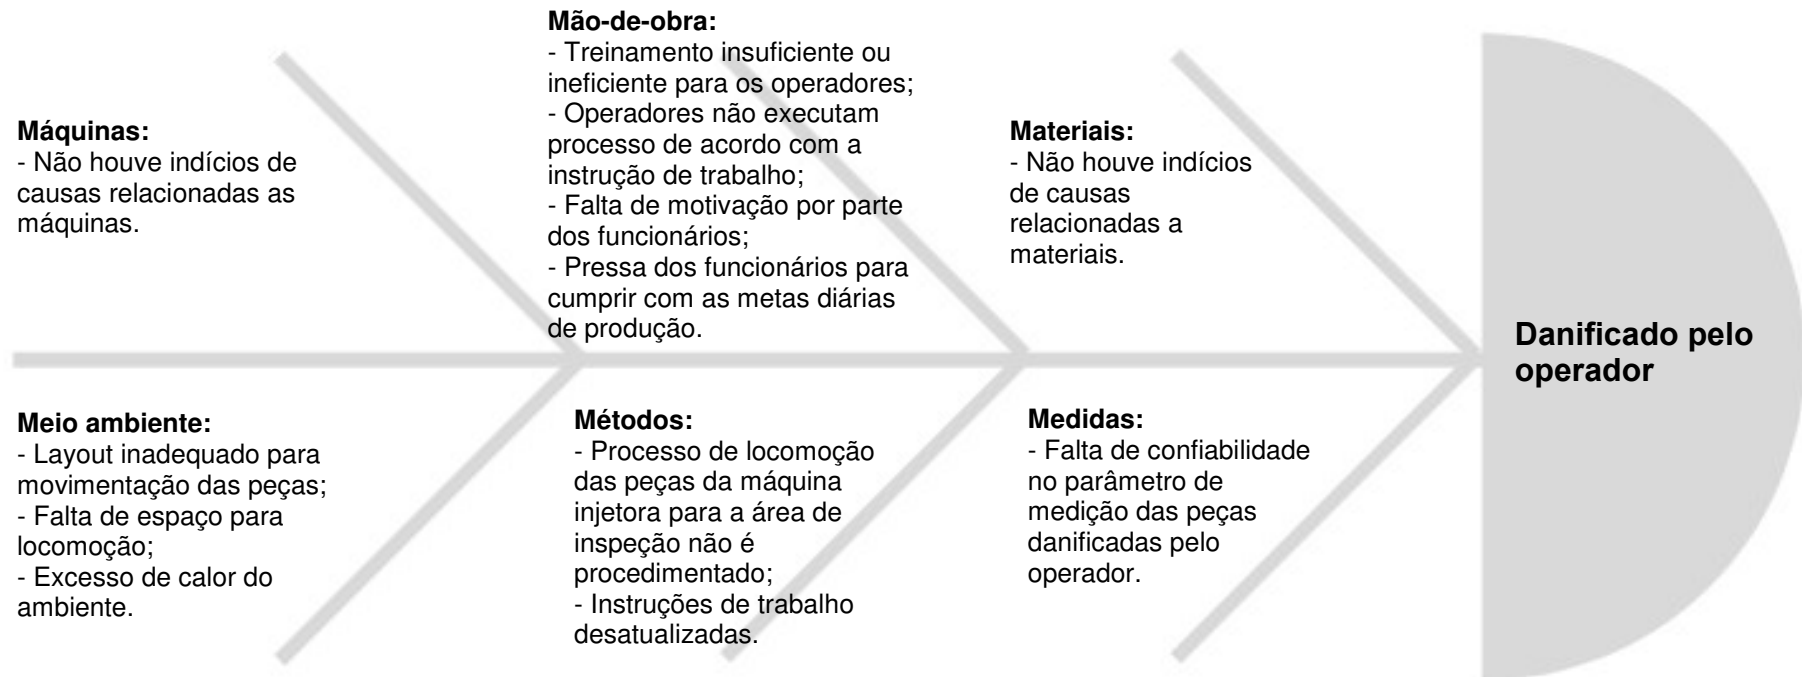 Máquinas:
- Não houve indícios de
causas relacionadas as
máquinas.
Mão-de-obra:
- Treinamento insuficiente ou
ineficiente para os operadores;
- Operadores não executam
processo de acordo com a
instrução de trabalho;
- Falta de motivação por parte
dos funcionários;
- Pressa dos funcionários para
cumprir com as metas diárias
de produção.
Materiais:
- Não houve indícios
de causas
relacionadas a
materiais.
Danificado pelo
operador
Meio ambiente:
- Layout inadequado para
movimentação das peças;
- Falta de espaço para
locomoção;
- Excesso de calor do
ambiente.
Métodos:
- Processo de locomoção
das peças da máquina
injetora para a área de
inspeção não é
procedimentado;
- Instruções de trabalho
desatualizadas.
Medidas:
- Falta de confiabilidade
no parâmetro de
medição das peças
danificadas pelo
operador.